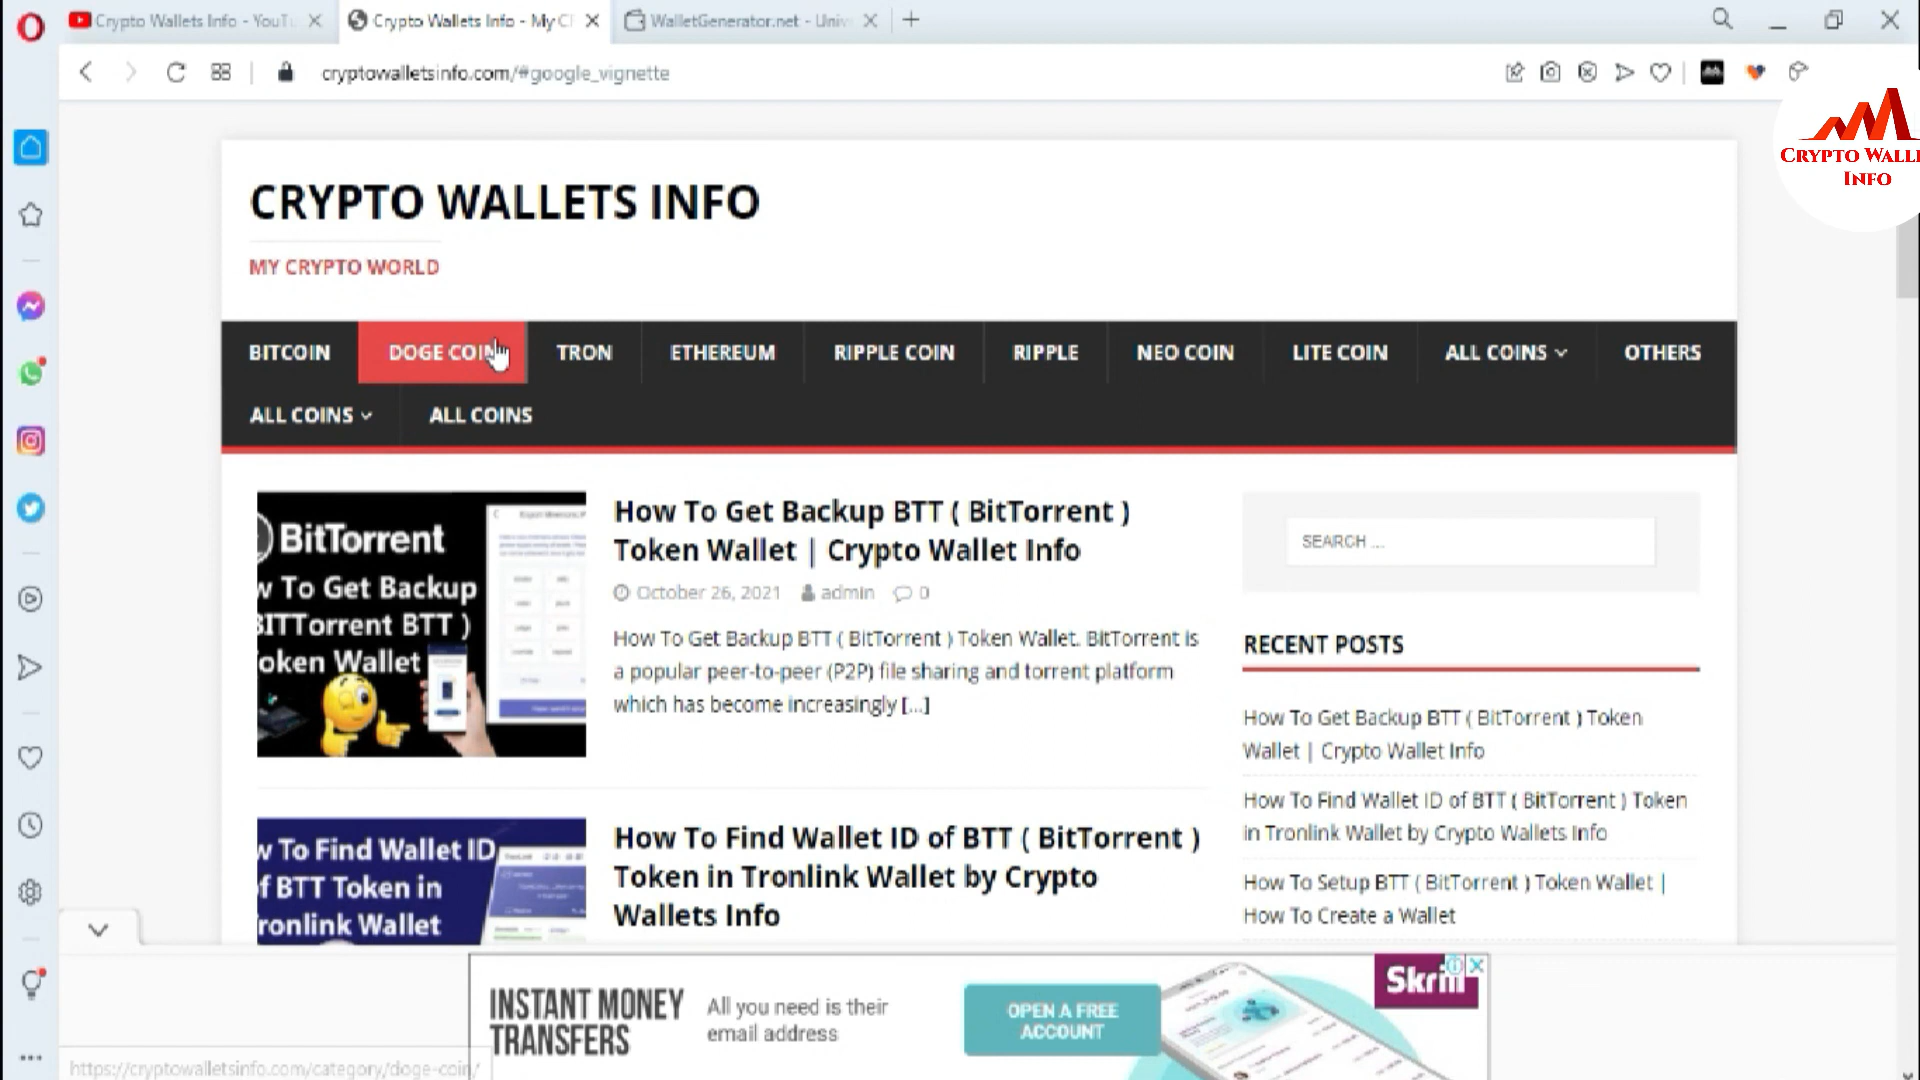 Crypto Wallets Info - YouTu
Crypto Wallets Info - My C
WalletGenerator.net - Univ
cryptowalletsinfo.com/#google_vignette
CRYPTO WALLE
INFO
CRYPTO WALLETS INFO
MY CRYPTO WORLD
BITCOIN DOGE COIN TRON ETHEREUM RIPPLE COIN RIPPLE NEO COIN LITE COIN ALL COINS OTHERS
ALL COINS ALL COINS
BitTorrent
w To Get Backup
BITTorrent BTT )
oken Wallet
How To Get Backup BTT ( BitTorrent )
Token Wallet | Crypto Wallet Info
October 26, 2021 admin 0
How To Get Backup BTT ( BitTorrent ) Token Wallet. BitTorrent is
a popular peer-to-peer (P2P) file sharing and torrent platform
which has become increasingly [...]
SEARCH ...
RECENT POSTS
How To Get Backup BTT ( BitTorrent ) Token
Wallet | Crypto Wallet Info
How To Find Wallet ID of BTT ( BitTorrent ) Token
in Tronlink Wallet by Crypto Wallets Info
How To Setup BTT ( BitTorrent ) Token Wallet |
How To Create a Wallet
w To Find Wallet ID
f BTT Token in
ronlink Wallet
How To Find Wallet ID of BTT ( BitTorrent )
Token in Tronlink Wallet by Crypto
Wallets Info
INSTANT MONEY
TRANSFERS
All you need is their
email address
OPEN A FREE
ACCOUNT
Skrill
https://cryptowalletsinfo.com/category/doge-coin/